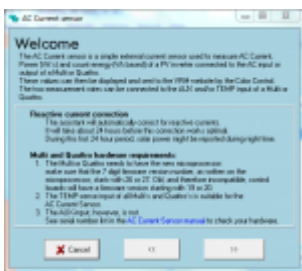 AC Current sensor
Welcome
The AC Current sensor is a simple external current sensor used to measure AC Current,
Power (W) and count energy (VA based) of a PV inverter connected to the AC input or
output of a Multi or Quattro.
These values can then be displayed and sent to the VRM website by the Color Control.
The two measurement wires can be connected to the AUX and/or TEMP input of a Multi or
Quattro.
Reactive current correction
The assistant will automatically correct for reactive currents.
It will take about 24 hours before the correction works optimal.
During this first 24 hour period, solar power might be reported during night time.
Multi and Quattro hardware requirements:
1. The Multi or Quattro needs to have the new microprocessor:
make sure that the 7 digit firmware version number, as written on the
microprocessor, starts with 26 or 27. Old, and therefore incompatible, control
boards will have a firmware version starting with 19 or 20.
2. The TEMP sense input of all Multi's and Quattro's is suitable for the
AC Current Sensor.
3. The AUX input, however, is not.
See serial number list in the AC Current Sensor manual to check your hardware.
Cancel
<<
>>